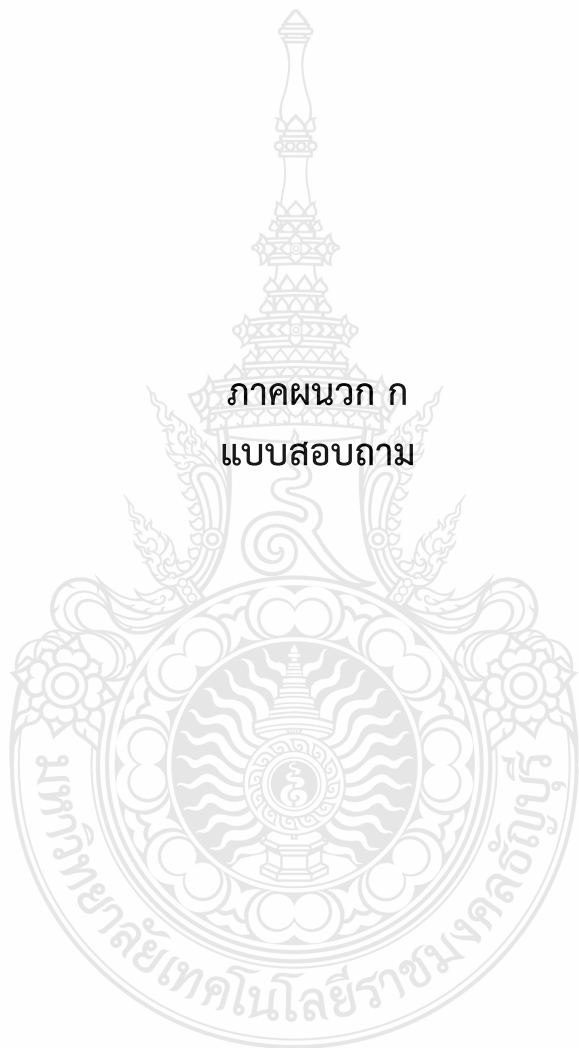 ภาคผนวก ก
แบบสอบถาม
มหาวิทยาลัยเทคโนโลยีราชมงคลธัญบุรี